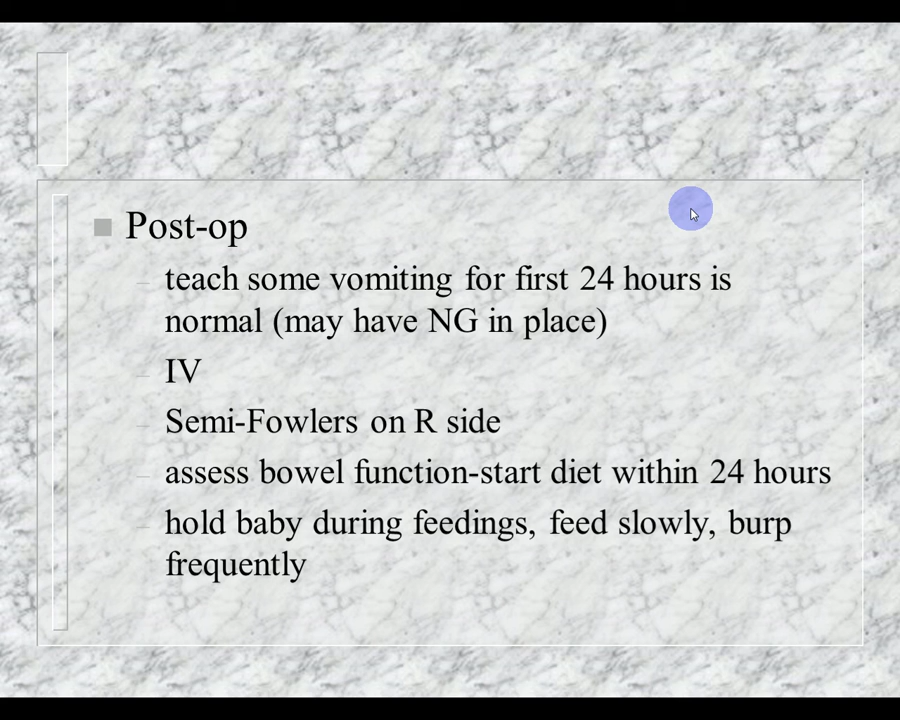 Post-op
teach some vomiting for first 24 hours is
normal (may have NG in place)
IV
Semi-Fowlers on R side
assess bowel function-start diet within 24 hours
hold baby during feedings, feed slowly, burp
frequently